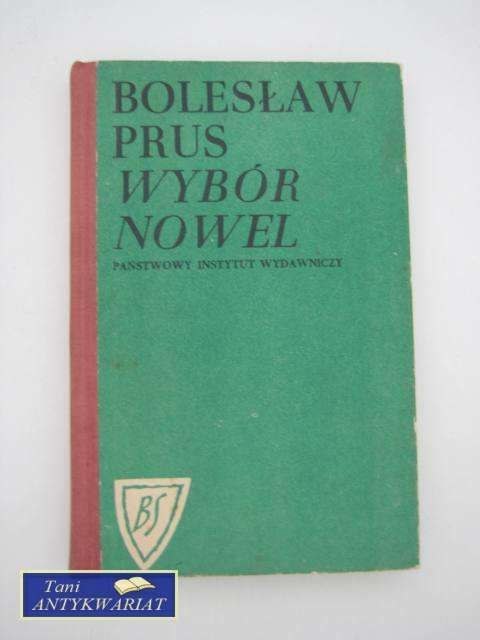 BOLESŁAW
PRUS
WYBÓR
NOWEL
PAŃSTWOWY INSTYTUT WYDAWNICZY
BS
Tani
ANTYKWARIAT